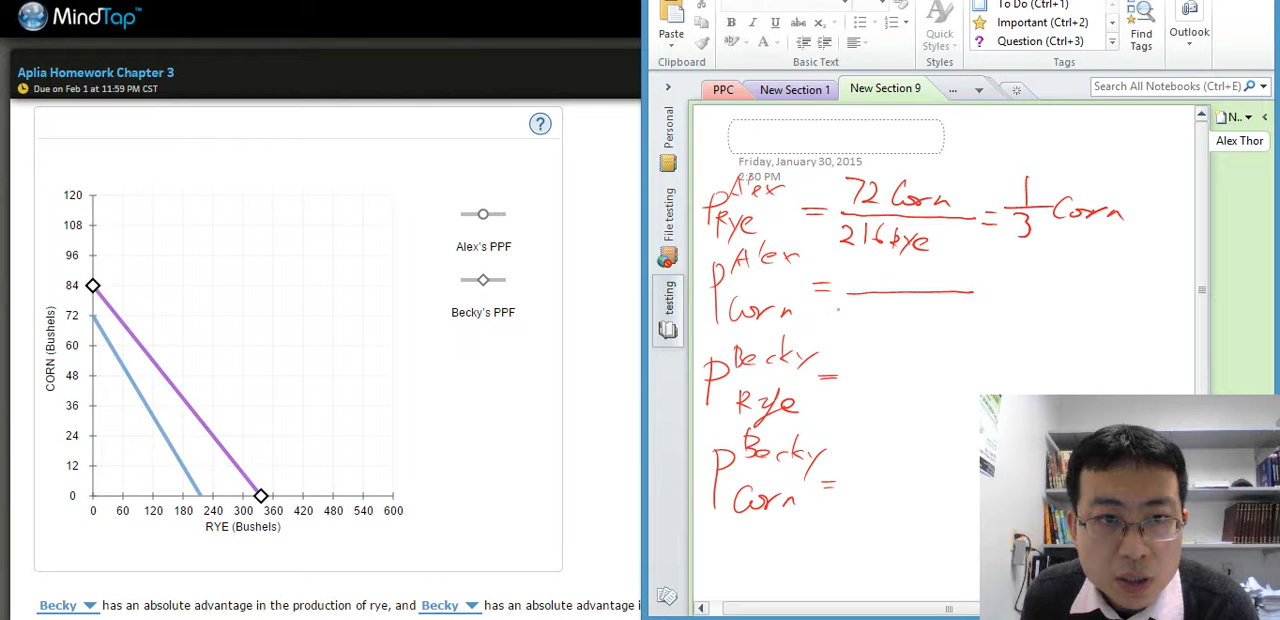 MindTap™
Aplia Homework Chapter 3
Due on Feb 1 at 11:59 PM CST
?
120
108
96
84
72
60
48
36
24
12
0
CORN (Bushels)
0 60 120 180 240 300 360 420 480 540 600
RYE (Bushels)
Alex's PPF
Becky's PPF
Becky has an absolute advantage in the production of rye, and Becky has an absolute advantage i
Paste
Clipboard
B I U abc x₂
ab A
Basic Text
Quick Styles
Styles
To Do (Ctrl+1)
Important (Ctrl+2)
? Question (Ctrl+3)
Tags
Find Tags
Outlook
PPC New Section 1 New Section 9 ... Search All Notebooks (Ctrl+E)
Personal
File testing
testing
N..
Alex Thor
Friday, January 30, 2015
2:30 PM
P Alex Rye = 72 Corn / 216 Rye = 1/3 Corn
P Alex Corn =
P Becky Rye =
P Becky Corn =